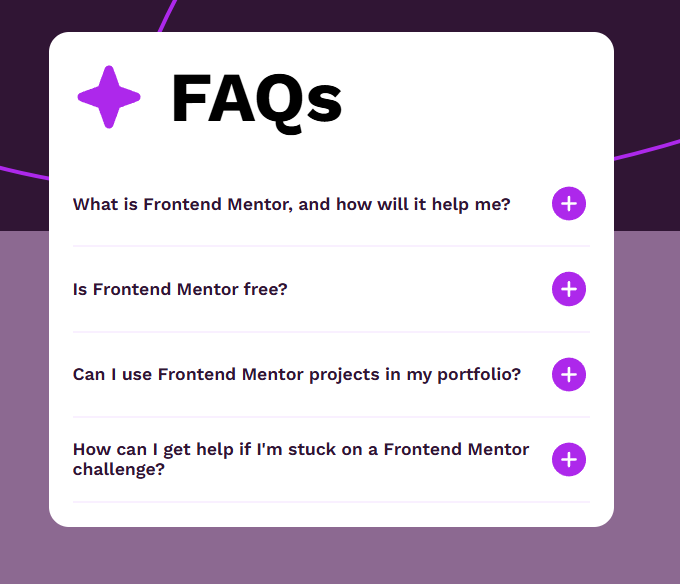 FAQs
What is Frontend Mentor, and how will it help me?
Is Frontend Mentor free?
Can I use Frontend Mentor projects in my portfolio?
How can I get help if I'm stuck on a Frontend Mentor
challenge?